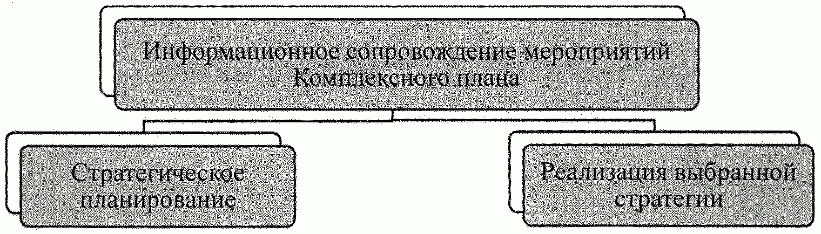 Информационное сопровождение мероприятий
Комплексного плана
Стратегическое
планирование
Реализация выбранной
стратегии